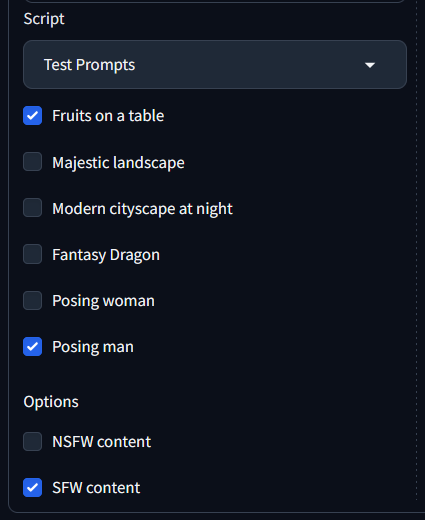 Script
Test Prompts
Fruits on a table
Majestic landscape
Modern cityscape at night
Fantasy Dragon
Posing woman
Posing man
Options
NSFW content
SFW content